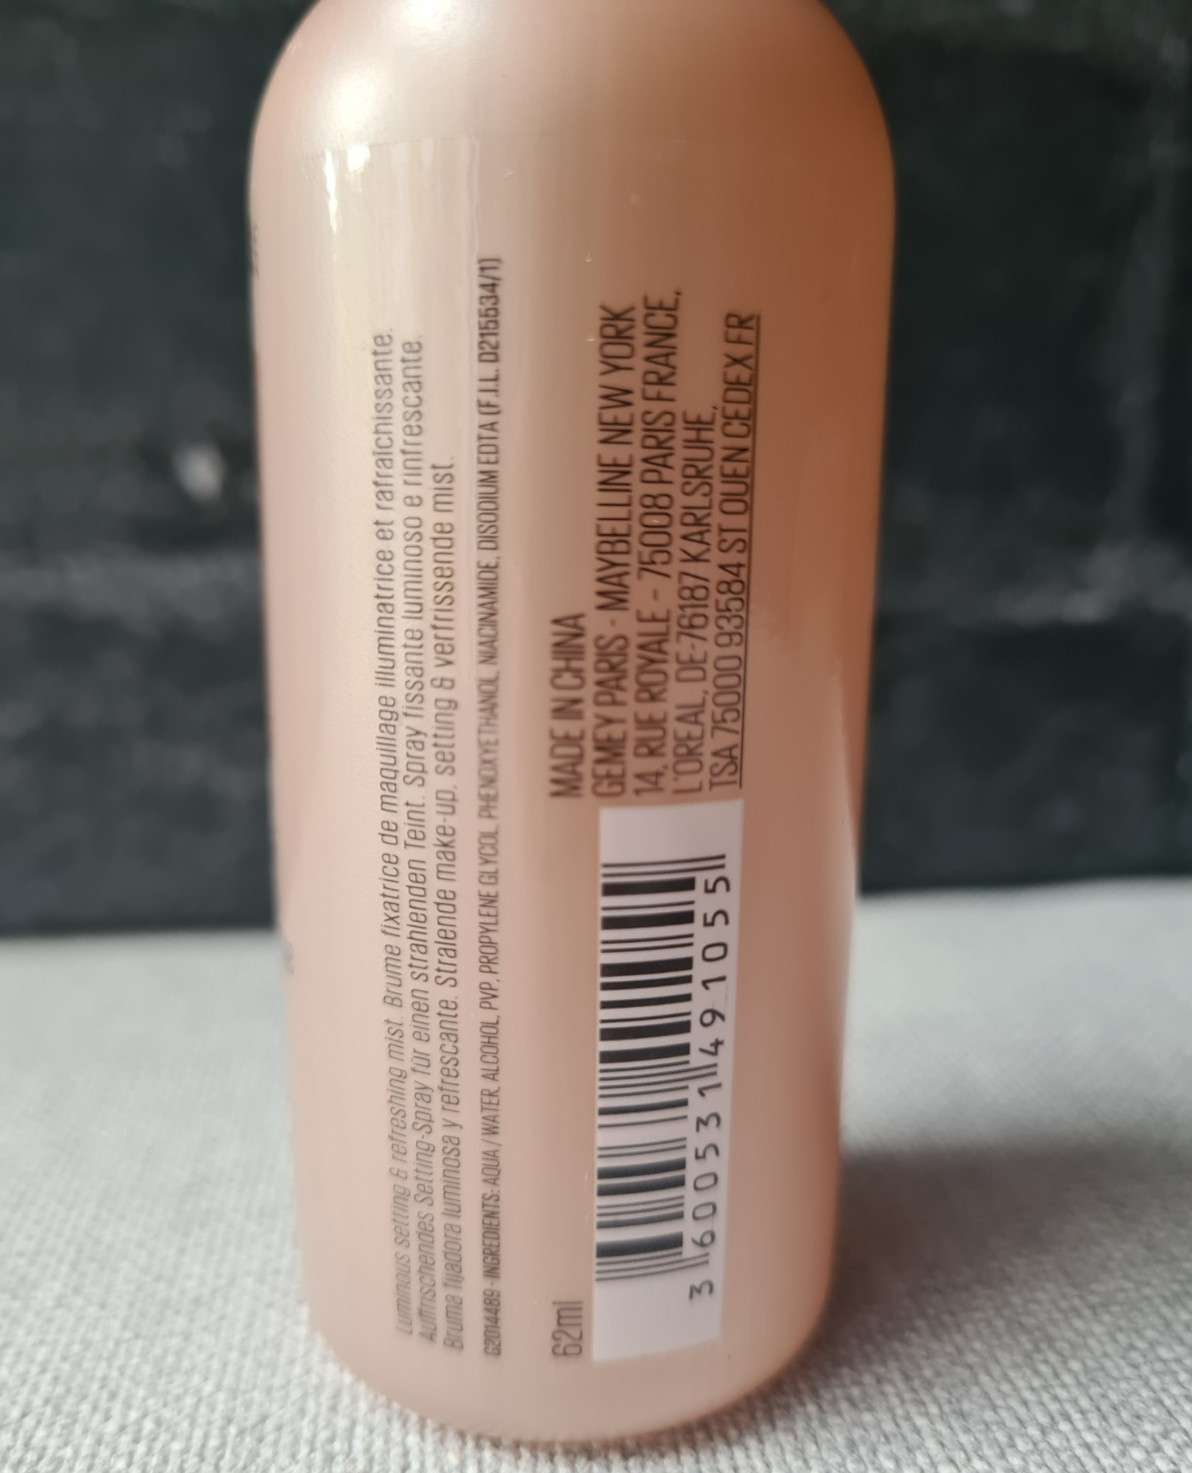 Luminous setting & refreshing mist. Brume fixatrice de maquillage illuminatrice et rafraîchissante.
Auffrischendes Setting-Spray für einen strahlenden Teint. Spray fissante luminoso e rinfrescante.
Bruma fijadora luminosa y refrescante. Stralende make-up, setting & verfrissende mist.
G2014489 - INGREDIENTS: AQUA / WATER, ALCOHOL, PVP, PROPYLENE GLYCOL, PHENOXYETHANOL, NIACINAMIDE, DISODIUM EDTA (F.I.L. D215534/1)
62ml
MADE IN CHINA
GEMEY PARIS - MAYBELLINE NEW YORK
14, RUE ROYALE - 75008 PARIS FRANCE,
L'OREAL, DE-76187 KARLSRUHE,
TSA 75000 93584 ST OUEN CEDEX FR
3 600531 491055